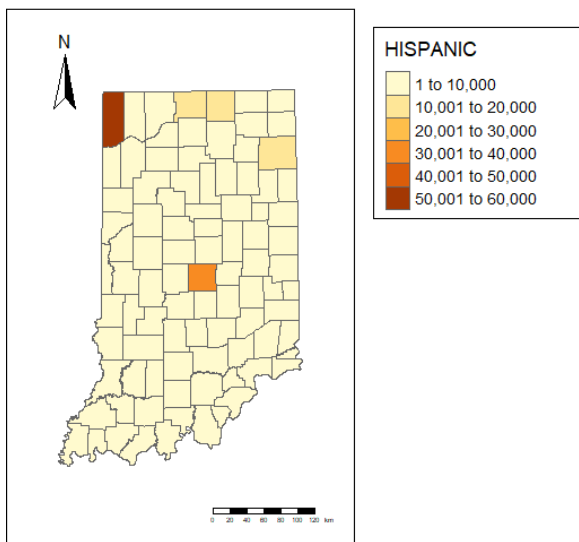 N
HISPANIC
1 to 10,000
10,001 to 20,000
20,001 to 30,000
30,001 to 40,000
40,001 to 50,000
50,001 to 60,000
0 20 40 60 80 100 120 km